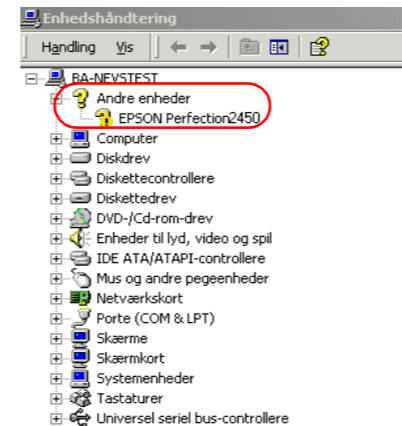 Enhedshåndtering
Handling Vis
BA-NEVSTEST
Andre enheder
EPSON Perfection2450
Computer
Diskdrev
Diskettecontrollere
Diskettedrev
DVD-/Cd-rom-drev
Enheder til lyd, video og spil
IDE ATA/ATAPI-controllere
Mus og andre pegeenheder
Netværkskort
Porte (COM & LPT)
Skærme
Skærmkort
Systemenheder
Tastaturer
Universel seriel bus-controllere